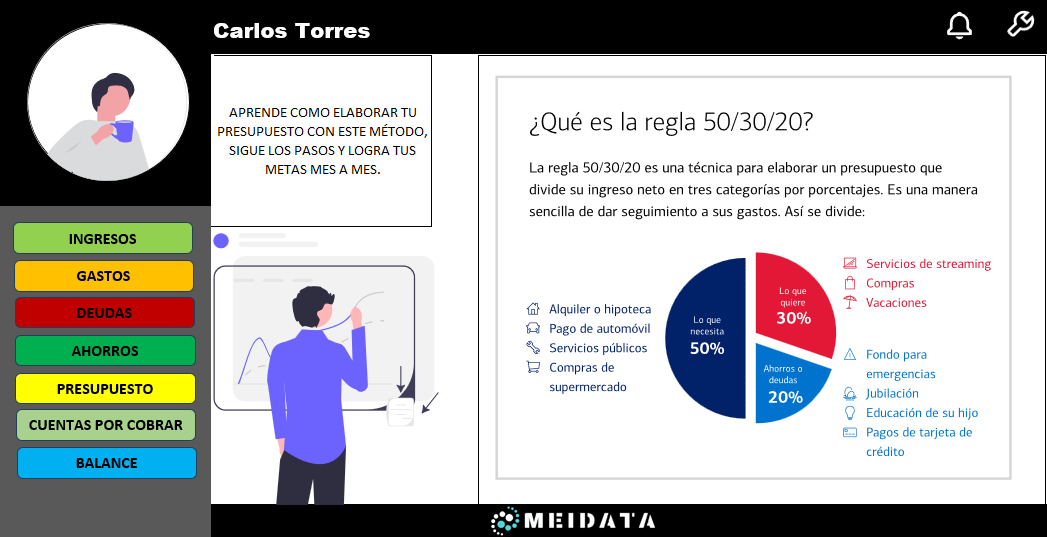 Carlos Torres
INGRESOS
GASTOS
DEUDAS
AHORROS
PRESUPUESTO
CUENTAS POR COBRAR
BALANCE
APRENDE COMO ELABORAR TU
PRESUPUESTO CON ESTE MÉTODO,
SIGUE LOS PASOS Y LOGRA TUS
METAS MES A MES.
¿Qué es la regla 50/30/20?
La regla 50/30/20 es una técnica para elaborar un presupuesto que
divide su ingreso neto en tres categorías por porcentajes. Es una manera
sencilla de dar seguimiento a sus gastos. Así se divide:
Alquiler o hipoteca
Pago de automóvil
Servicios públicos
Compras de
supermercado
Lo que
necesita
50%
Lo que
quiere
30%
Ahorros o
deudas
20%
Servicios de streaming
Compras
Vacaciones
Fondo para
emergencias
Jubilación
Educación de su hijo
Pagos de tarjeta de
crédito
MEIDATA